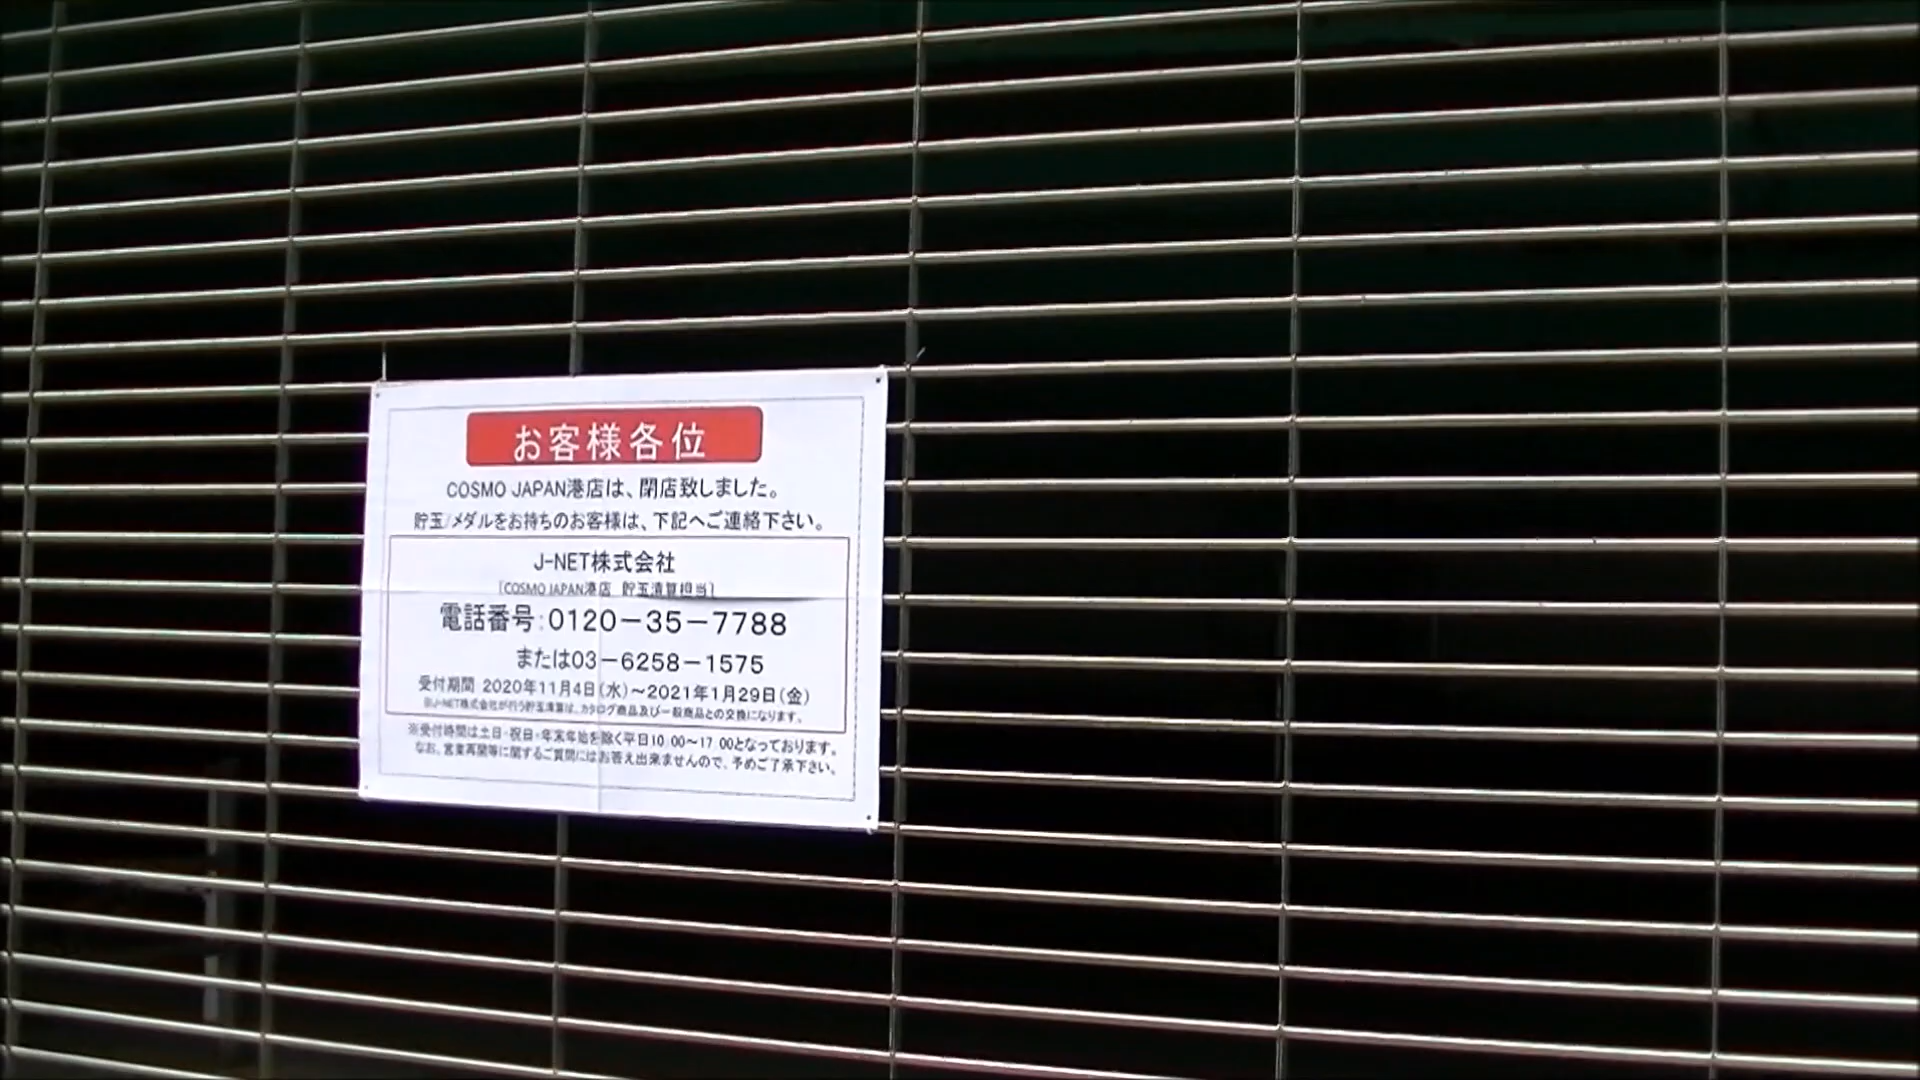 お客様各位
COSMO JAPAN港店は、閉店致しました。
貯玉/メダルをお持ちのお客様は、下記へご連絡下さい。
J-NET株式会社
[COSMO JAPAN港店 貯玉清算担当]
電話番号:0120-35-7788
または03-6258-1575
受付期間 2020年11月4日(水)~2021年1月29日(金)
J-NET株式会社が行う貯玉清算は、カタログ商品及び一般商品との交換になります。
※受付時間は土日・祝日・年末年始を除く平日10:00~17:00となっております。
なお、営業再開等に関するご質問にはお答え出来ませんので、予めご了承下さい。